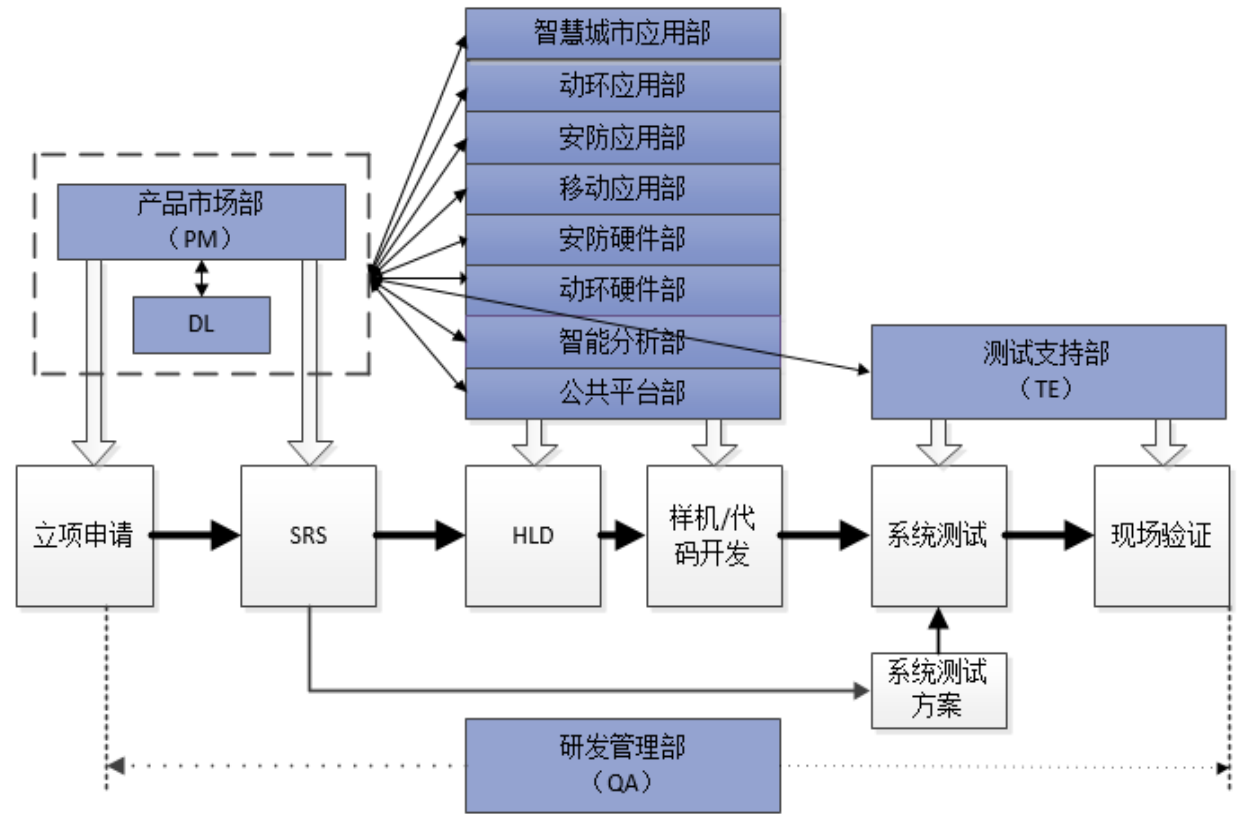 智慧城市应用部
动环应用部
安防应用部
移动应用部
安防硬件部
动环硬件部
智能分析部
公共平台部
产品市场部
（PM）
DL
测试支持部
（TE）
立项申请
SRS
HLD
样机/代
码开发
系统测试
现场验证
系统测试
方案
研发管理部
（QA）